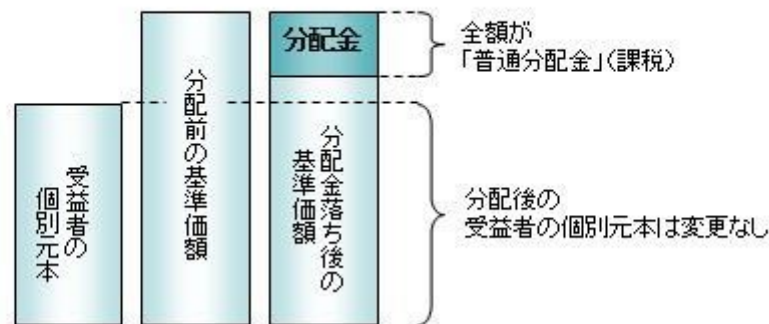 受益者の
個別元本
分配前の基準価額
分配金
分配金落ち後の
基準価額
全額が
「普通分配金」(課税)
分配後の
受益者の個別元本は変更なし